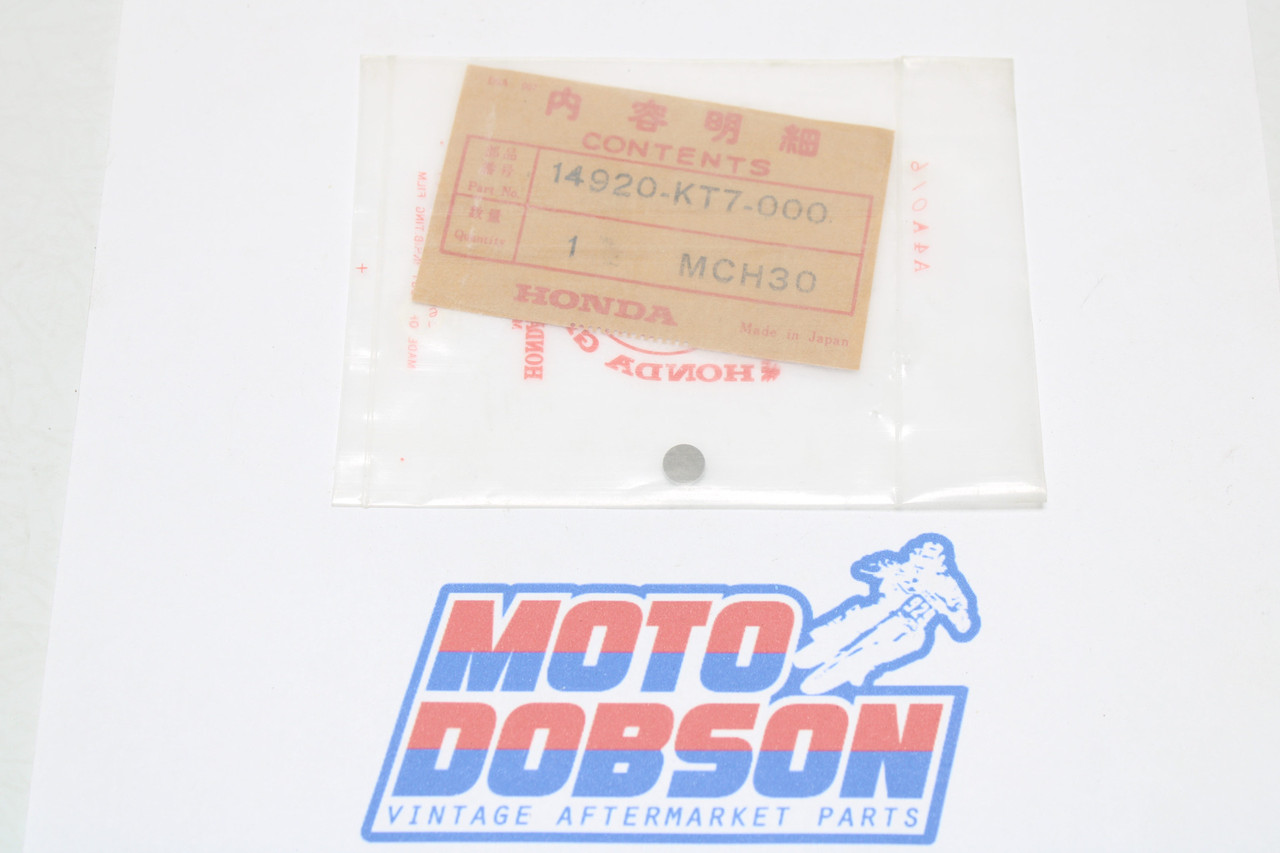 内容明細
CONTENTS
部品
番号
Part No.
14920-KT7-000
数量
Quantity
1
MCH30
HONDA
Made in Japan
HONDA
HONDA G
MOTO
DOBSON
VINTAGE AFTERMARKET PARTS